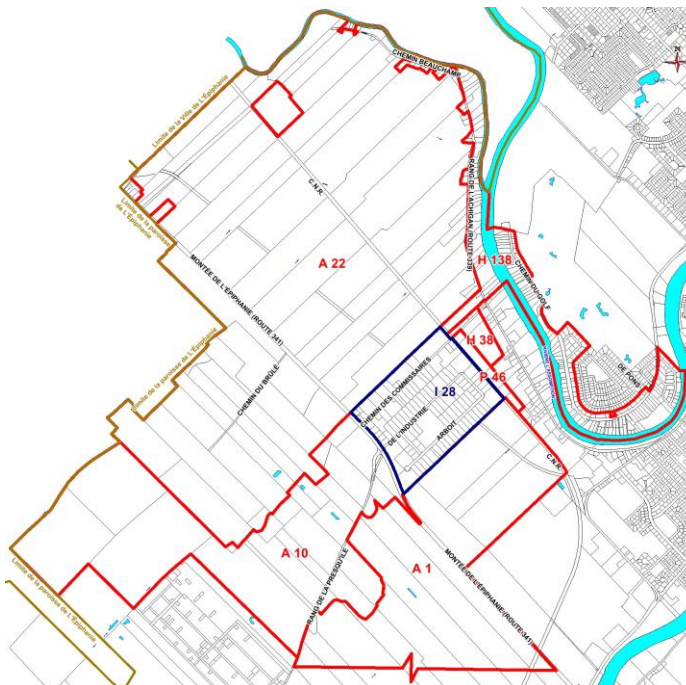 N
CHEMIN BEAUCHAMP
Limite de la Ville de L'Épiphanie
C.N.R.
RANG DE L'ACHIGAN (ROUTE 339)
Limite de la paroisse
de L'Épiphanie
A 22
H 138
CHEMIN DU GOLF
MONTÉE DE L'ÉPIPHANIE (ROUTE 341)
H 38
Limite de la paroisse de L'Épiphanie
P 46
DE PONS
CHEMIN DU BRÛLÉ
CHEMIN DES COMMISSAIRES
I 28
DE L'INDUSTRIE
ARBOIT
C.N.R.
A 10
A 1
RANG DE LA PRESQU'ÎLE
MONTÉE DE L'ÉPIPHANIE (ROUTE 341)
Limite de la paroisse de L'Épiphanie